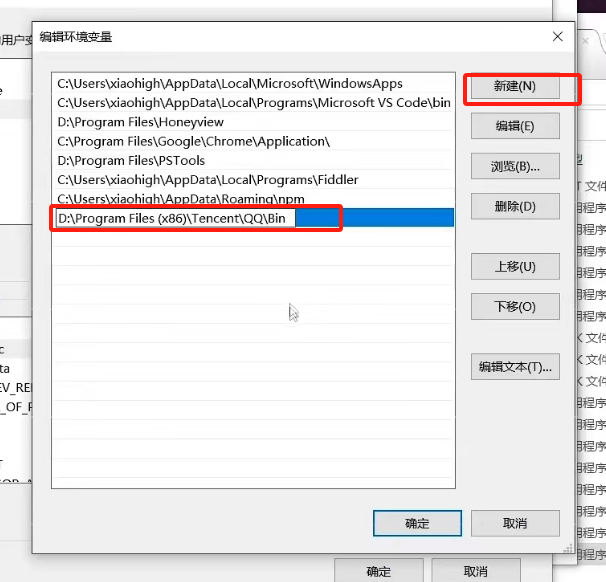 用户变
编辑环境变量
C:\Users\xiaohigh\AppData\Local\Microsoft\WindowsApps
C:\Users\xiaohigh\AppData\Local\Programs\Microsoft VS Code\bin
D:\Program Files\Honeyview
C:\Program Files\Google\Chrome\Application\
D:\Program Files\PSTools
C:\Users\xiaohigh\AppData\Local\Programs\Fiddler
C:\Users\xiaohigh\AppData\Roaming\npm
D:\Program Files (x86)\Tencent\QQ\Bin
新建(N)
编辑(E)
浏览(B)...
删除(D)
上移(U)
下移(O)
编辑文本(T)...
确定
取消
确定
取消
型
T 文件
用程序
用程序
用程序
用程序
用程序
用程序
K 文件
K 文件
用程序
用程序
用程序
用程序
用程序
用程序
用程序
用程序
e
c
ta
EV_RE
_OF_F
T